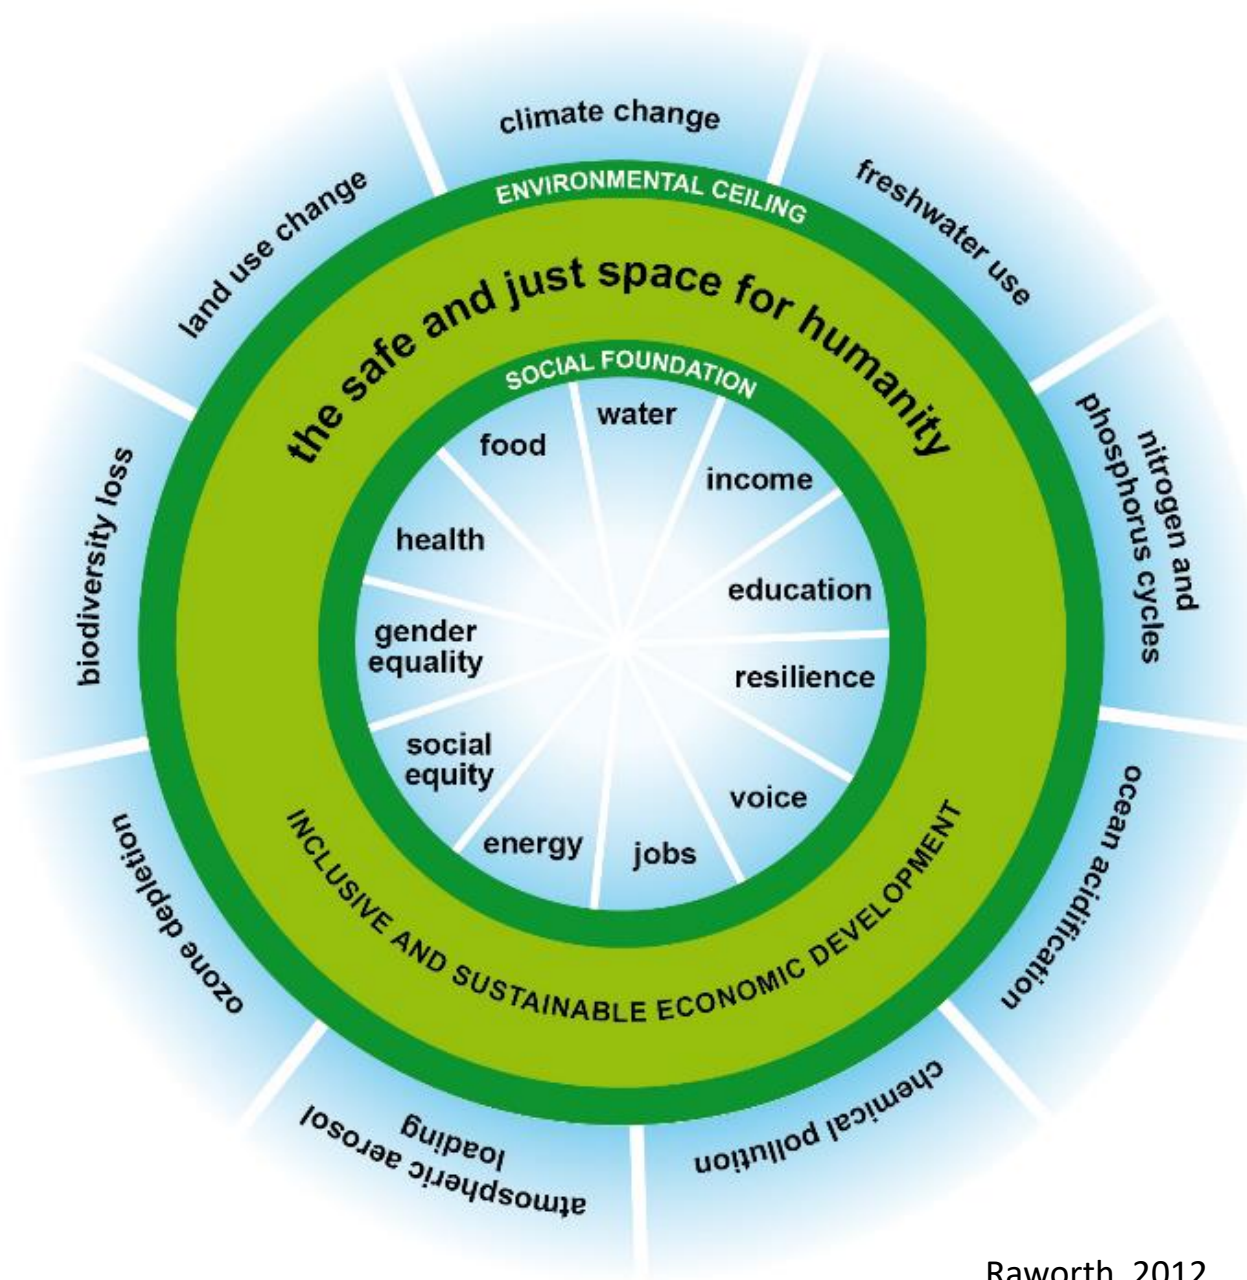 climate change
freshwater use
nitrogen and
phosphorus cycles
ocean acidification
chemical pollution
atmospheric aerosol
loading
ozone depletion
biodiversity loss
land use change
ENVIRONMENTAL CEILING
the safe and just space for humanity
SOCIAL FOUNDATION
water
income
education
resilience
voice
jobs
energy
social
equity
gender
equality
health
food
INCLUSIVE AND SUSTAINABLE ECONOMIC DEVELOPMENT
Raworth, 2012